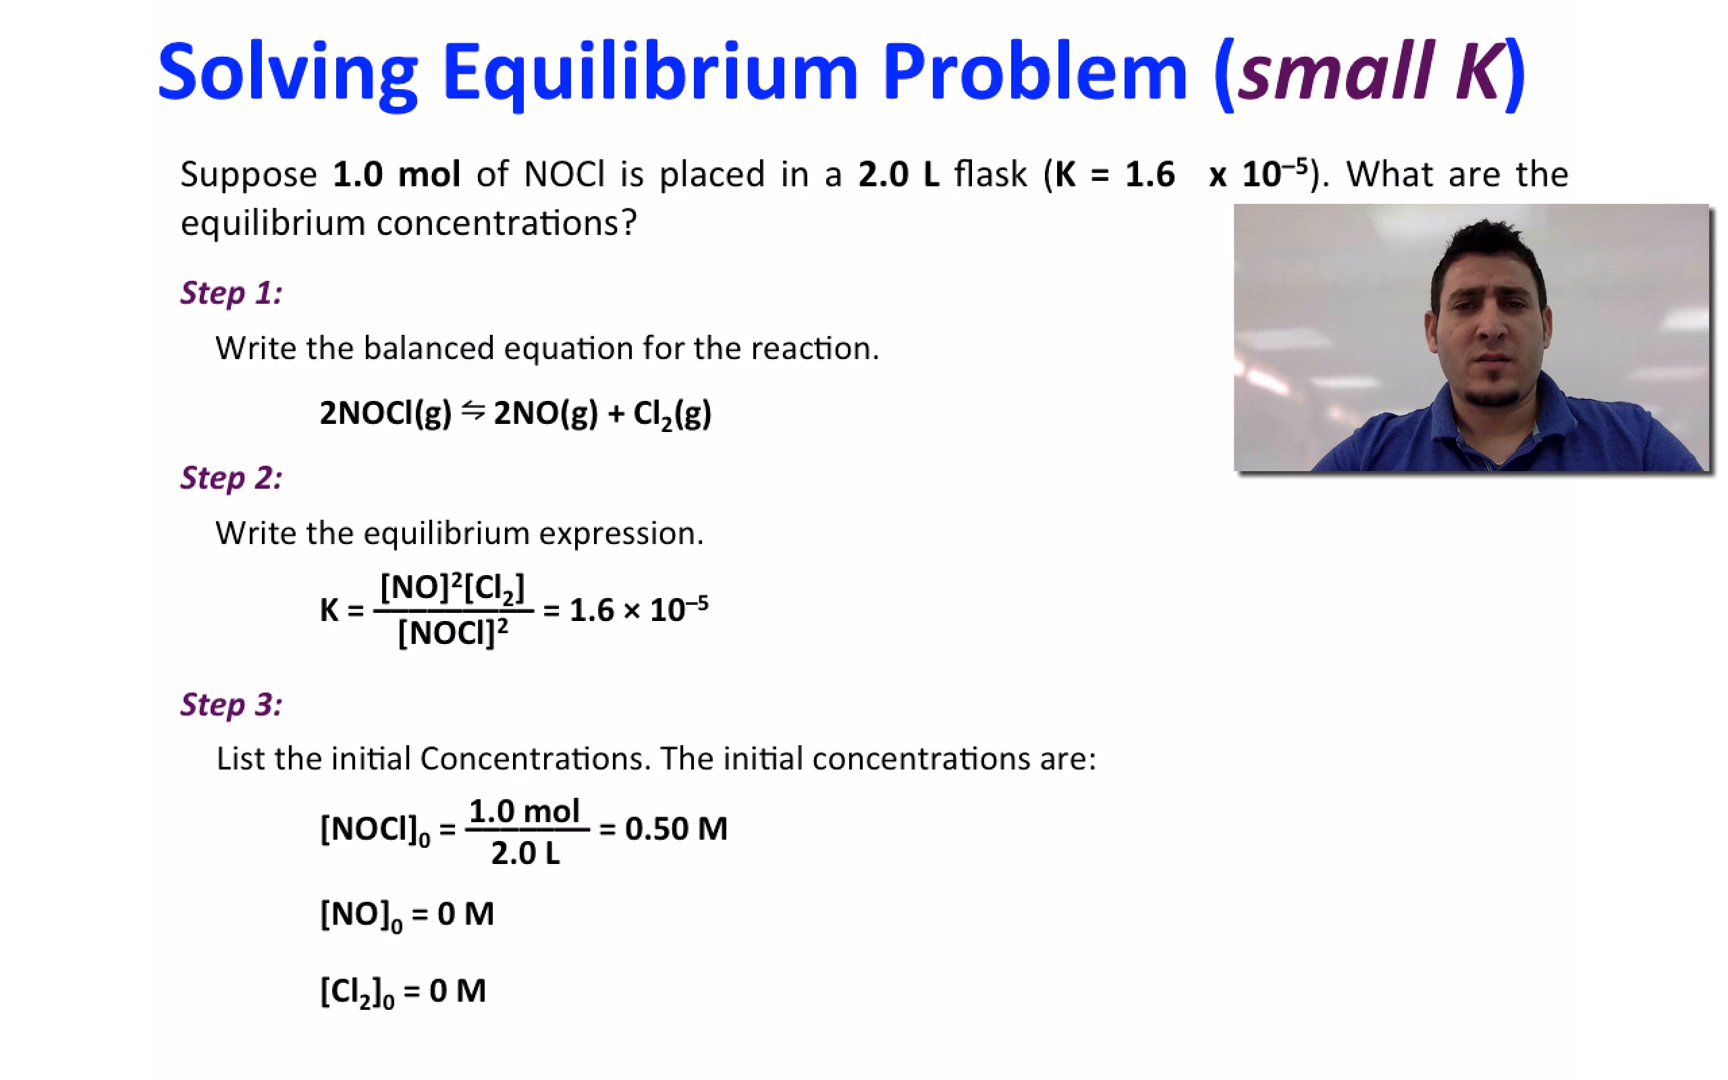 Solving Equilibrium Problem (small K)
Suppose 1.0 mol of NOCl is placed in a 2.0 L flask (K = 1.6 x 10⁻⁵). What are the
equilibrium concentrations?
Step 1:
Write the balanced equation for the reaction.
2NOCl(g) ⇋ 2NO(g) + Cl₂(g)
Step 2:
Write the equilibrium expression.
[NO]²[Cl₂]
K = = 1.6 × 10⁻⁵
[NOCl]²
Step 3:
List the initial Concentrations. The initial concentrations are:
1.0 mol
[NOCl]₀ = = 0.50 M
2.0 L
[NO]₀ = 0 M
[Cl₂]₀ = 0 M